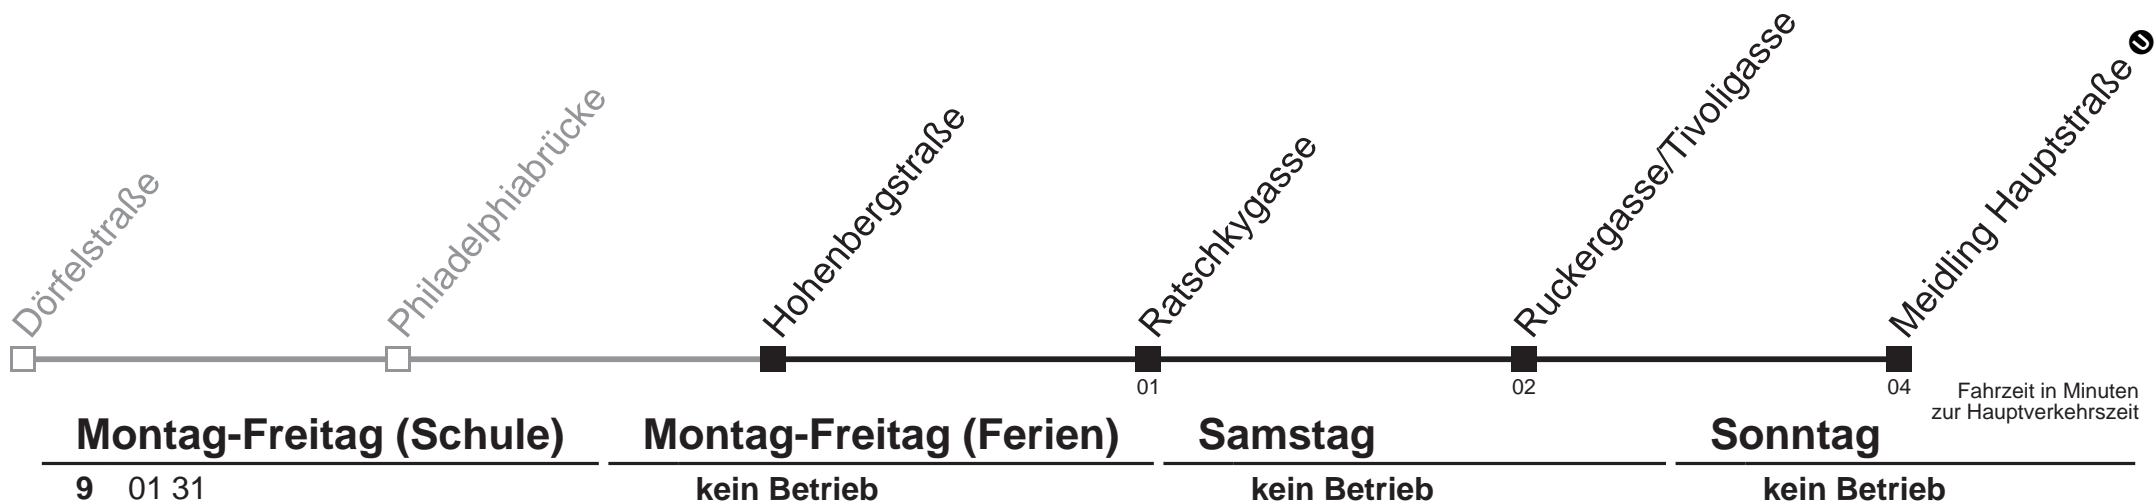 Dörfelstraße
Philadelphiabrücke
Hohenbergstraße
Ratschkygasse
Ruckergasse/Tivoligasse
Meidling Hauptstraße U
01
02
04
Fahrzeit in Minuten
zur Hauptverkehrszeit
Montag-Freitag (Schule)
Montag-Freitag (Ferien)
Samstag
Sonntag
9 01 31
kein Betrieb
kein Betrieb
kein Betrieb